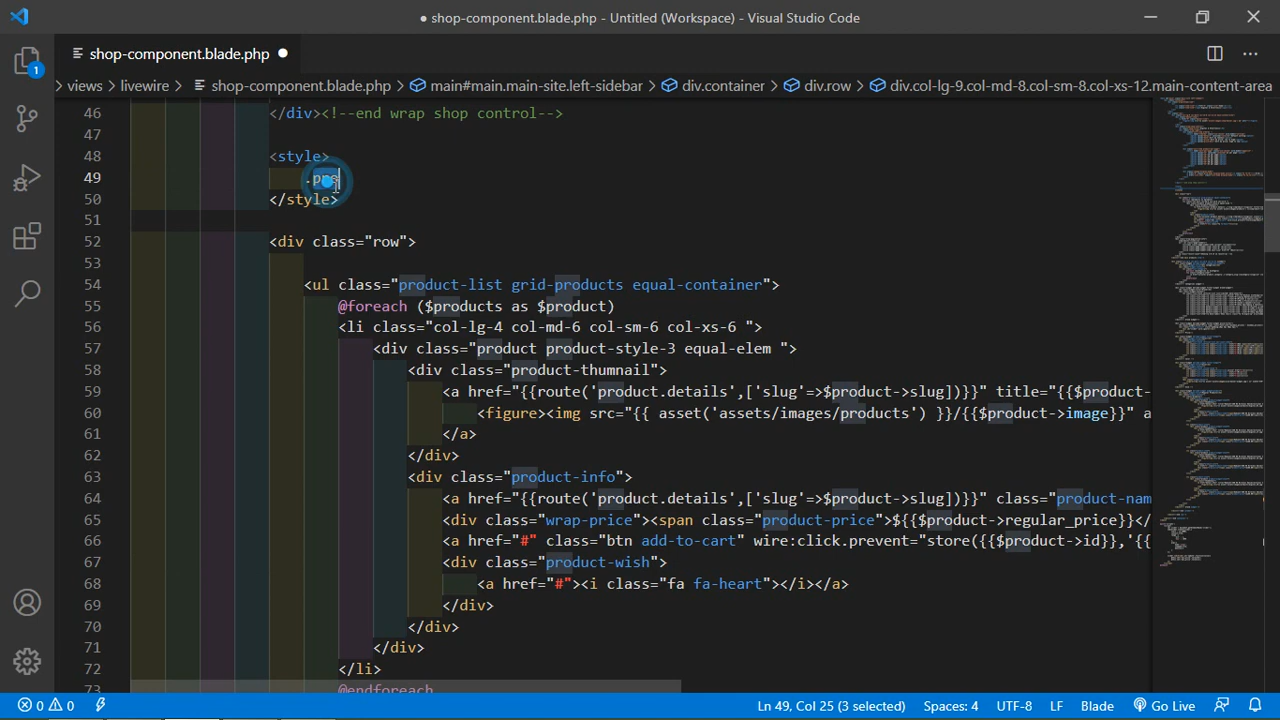 ● shop-component.blade.php - Untitled (Workspace) - Visual Studio Code
shop-component.blade.php ●
1
views > livewire > shop-component.blade.php > main#main.main-site.left-sidebar > div.container > div.row > div.col-lg-9.col-md-8.col-sm-8.col-xs-12.main-content-area
46 </div><!--end wrap shop control-->
47
48 <style>
49 .pro
50 </style>
51
52 <div class="row">
53
54 <ul class="product-list grid-products equal-container">
55 @foreach ($products as $product)
56 <li class="col-lg-4 col-md-6 col-sm-6 col-xs-6 ">
57 <div class="product product-style-3 equal-elem ">
58 <div class="product-thumnail">
59 <a href="{{route('product.details',['slug'=>$product->slug])}}" title="{{$product-
60 <figure><img src="{{ asset('assets/images/products') }}/{{$product->image}}" a
61 </a>
62 </div>
63 <div class="product-info">
64 <a href="{{route('product.details',['slug'=>$product->slug])}}" class="product-nam
65 <div class="wrap-price"><span class="product-price">${{$product->regular_price}}</
66 <a href="#" class="btn add-to-cart" wire:click.prevent="store({{$product->id}},'{{
67 <div class="product-wish">
68 <a href="#"><i class="fa fa-heart"></i></a>
69 </div>
70 </div>
71 </div>
72 </li>
73 @endforeach
0 0 Ln 49, Col 25 (3 selected) Spaces: 4 UTF-8 LF Blade Go Live